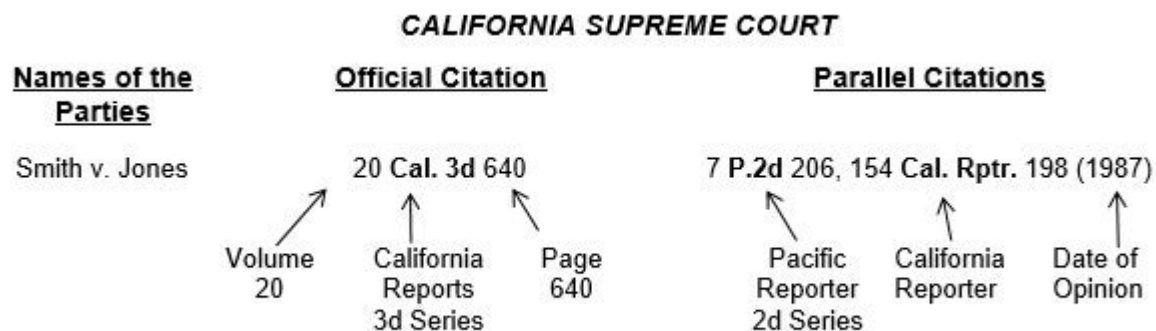 CALIFORNIA SUPREME COURT
Names of the Parties
Official Citation
Parallel Citations
Smith v. Jones
20 Cal. 3d 640
7 P.2d 206, 154 Cal. Rptr. 198 (1987)
Volume
20
California
Reports
3d Series
Page
640
Pacific
Reporter
2d Series
California
Reporter
Date of
Opinion